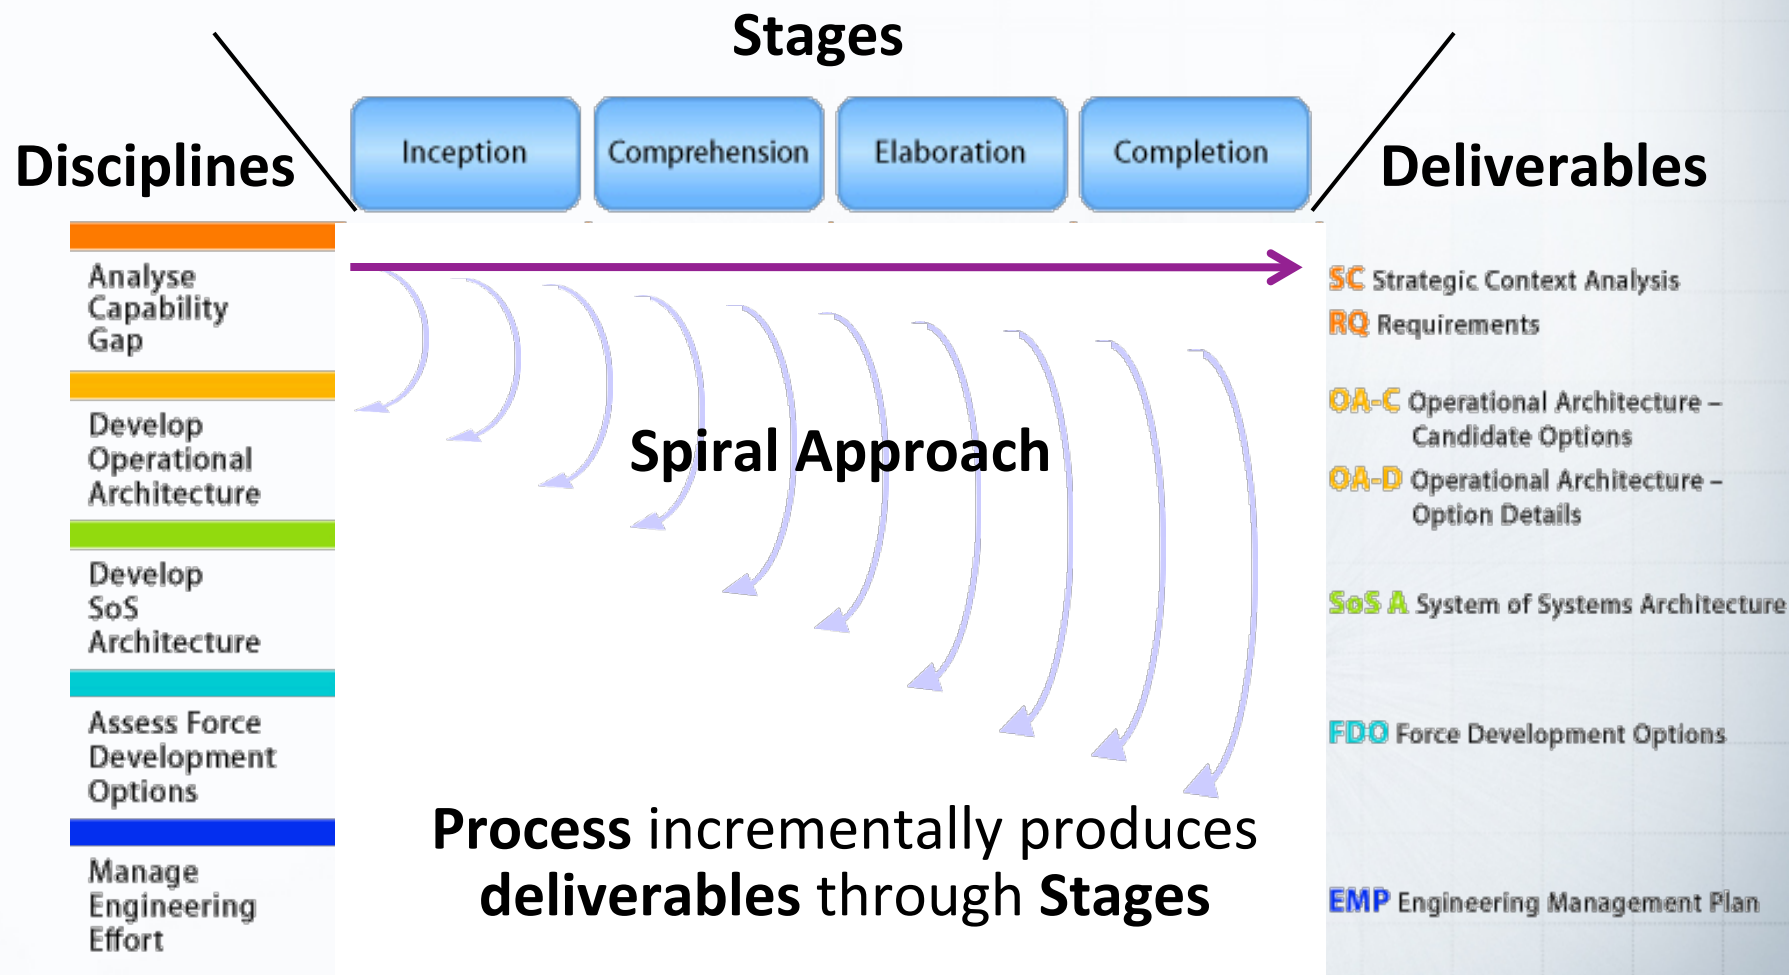 Stages
Disciplines
Inception
Comprehension
Elaboration
Completion
Deliverables
Analyse
Capability
Gap
Develop
Operational
Architecture
Develop
SoS
Architecture
Assess Force
Development
Options
Manage
Engineering
Effort
Spiral Approach
Process incrementally produces
deliverables through Stages
SC Strategic Context Analysis
RQ Requirements
OA-C Operational Architecture –
Candidate Options
OA-D Operational Architecture –
Option Details
SoS A System of Systems Architecture
FDO Force Development Options
EMP Engineering Management Plan